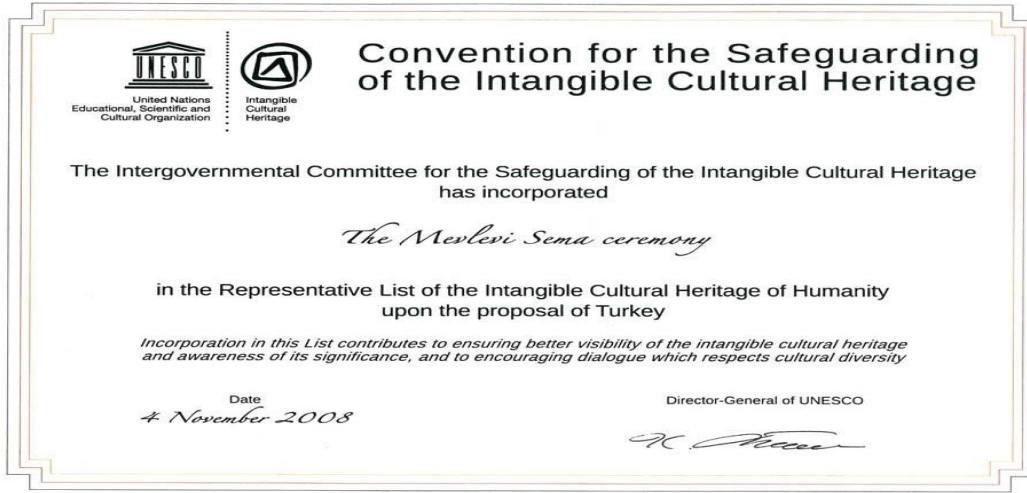 UNESCO
United Nations
Educational, Scientific and
Cultural Organization
Intangible
Cultural
Heritage
Convention for the Safeguarding
of the Intangible Cultural Heritage
The Intergovernmental Committee for the Safeguarding of the Intangible Cultural Heritage
has incorporated
The Mevlevi Sema ceremony
in the Representative List of the Intangible Cultural Heritage of Humanity
upon the proposal of Turkey
Incorporation in this List contributes to ensuring better visibility of the intangible cultural heritage
and awareness of its significance, and to encouraging dialogue which respects cultural diversity
Date
4 November 2008
Director-General of UNESCO